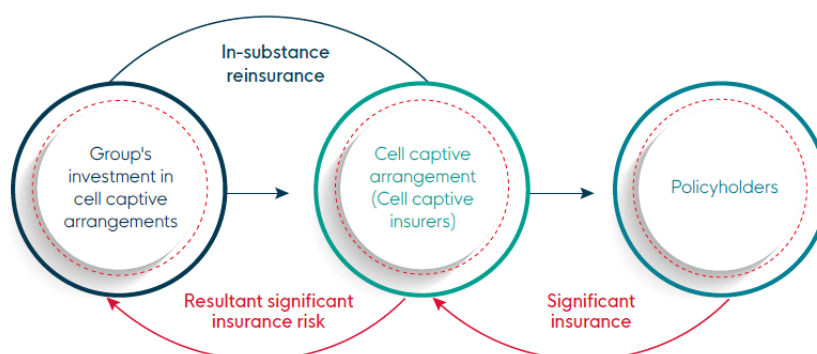 In-substance
reinsurance
Group's
investment in
cell captive
arrangements
Cell captive
arrangement
(Cell captive
insurers)
Policyholders
Resultant significant
insurance risk
Significant
insurance